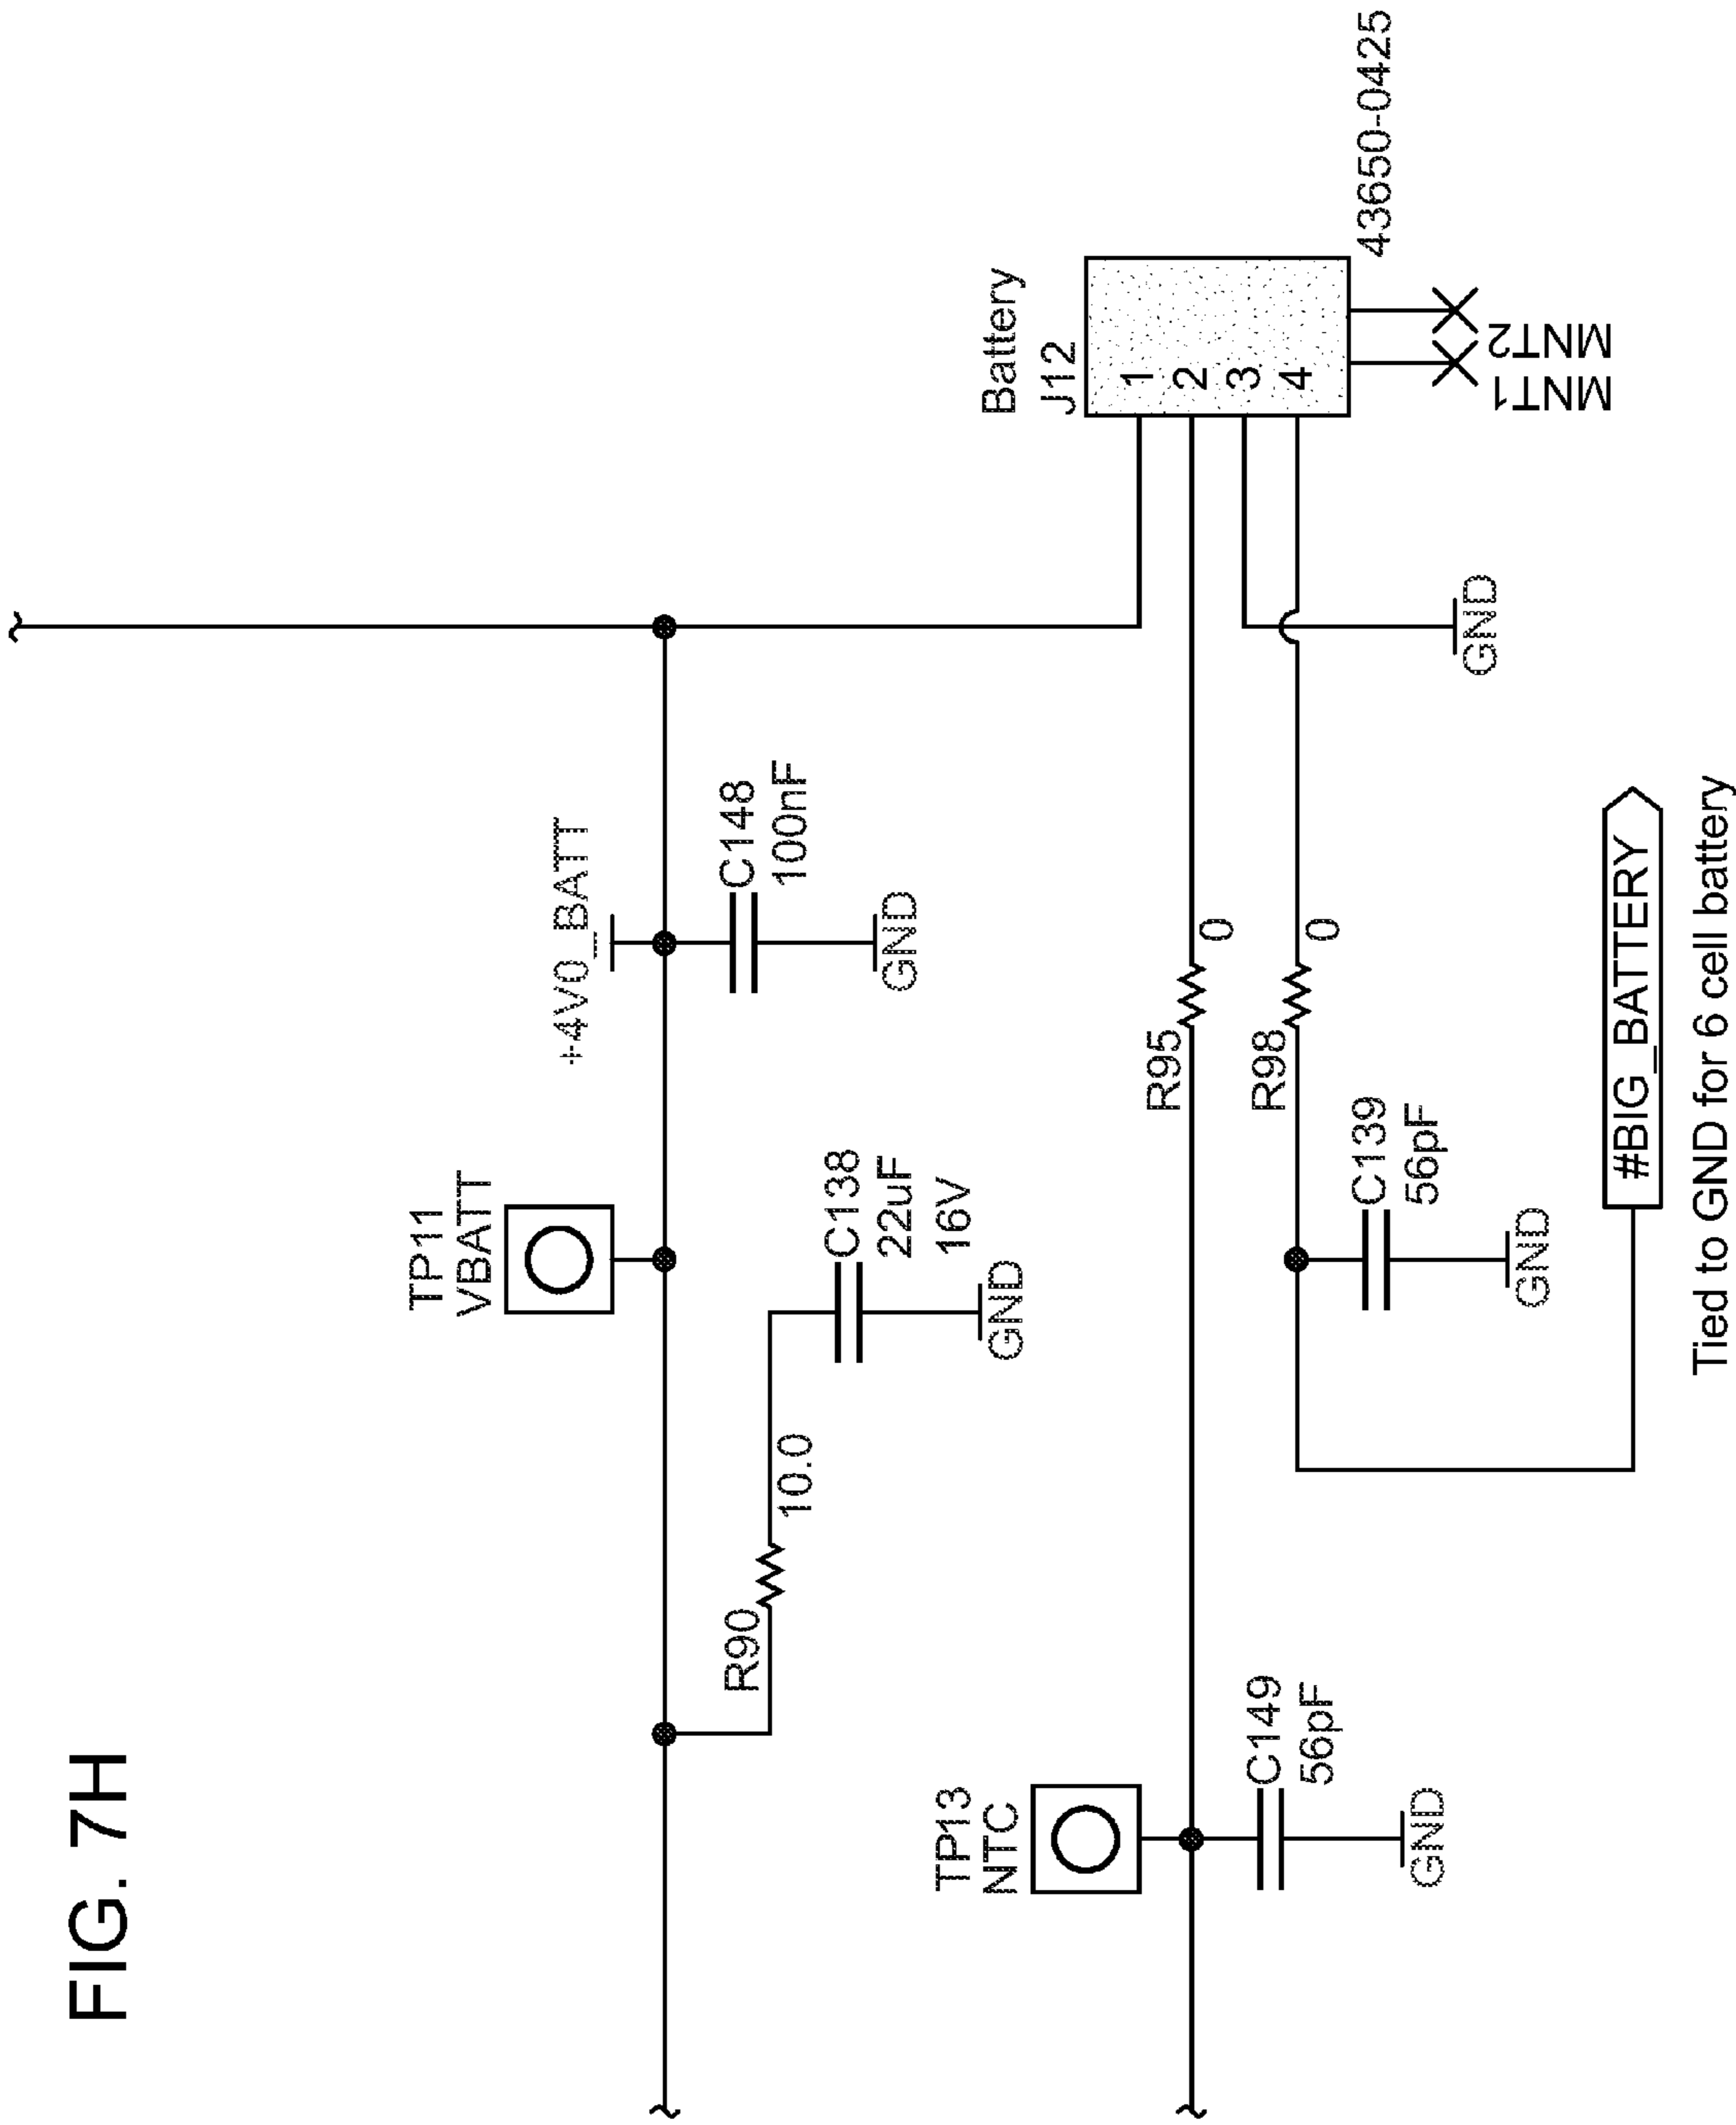 FIG. 7H
TP11
VBATT
+4V0_BATT
C148
100nF
GND
R90
10.0
C138
22uF
16V
GND
Battery
J12
1
2
3
4
43650-0425
MNT1
MNT2
TP13
NTC
R95
0
R98
0
C149
56pF
GND
C139
56pF
GND
GND
#BIG_BATTERY
Tied to GND for 6 cell battery